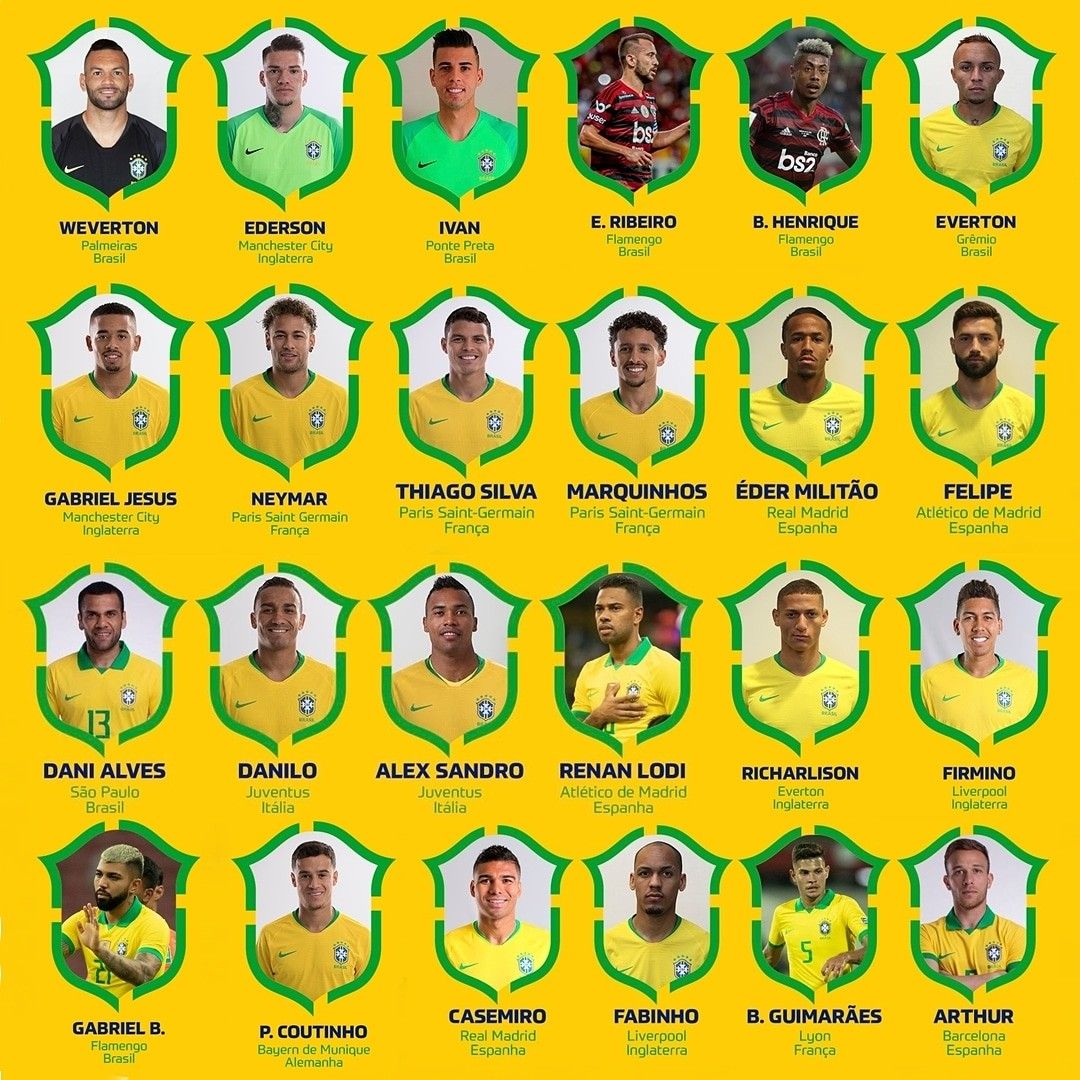 WEVERTON
Palmeiras
Brasil
EDERSON
Manchester City
Inglaterra
IVAN
Ponte Preta
Brasil
E. RIBEIRO
Flamengo
Brasil
B. HENRIQUE
Flamengo
Brasil
EVERTON
Grêmio
Brasil
GABRIEL JESUS
Manchester City
Inglaterra
NEYMAR
Paris Saint Germain
França
THIAGO SILVA
Paris Saint-Germain
França
MARQUINHOS
Paris Saint-Germain
França
ÉDER MILITÃO
Real Madrid
Espanha
FELIPE
Atlético de Madrid
Espanha
13
DANI ALVES
São Paulo
Brasil
DANILO
Juventus
Itália
ALEX SANDRO
Juventus
Itália
RENAN LODI
Atlético de Madrid
Espanha
RICHARLISON
Everton
Inglaterra
FIRMINO
Liverpool
Inglaterra
21
GABRIEL B.
Flamengo
Brasil
P. COUTINHO
Bayern de Munique
Alemanha
CASEMIRO
Real Madrid
Espanha
FABINHO
Liverpool
Inglaterra
5
B. GUIMARÃES
Lyon
França
ARTHUR
Barcelona
Espanha